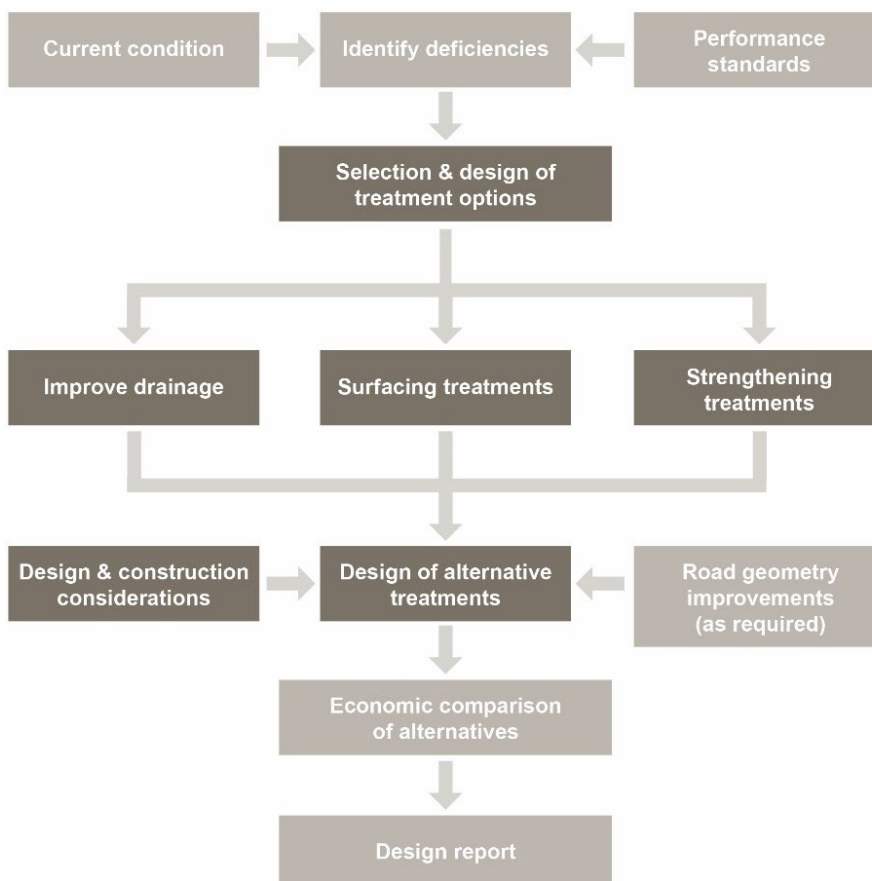 Current condition
Identify deficiencies
Performance
standards
Selection & design of
treatment options
Improve drainage
Surfacing treatments
Strengthening
treatments
Design & construction
considerations
Design of alternative
treatments
Road geometry
improvements
(as required)
Economic comparison
of alternatives
Design report